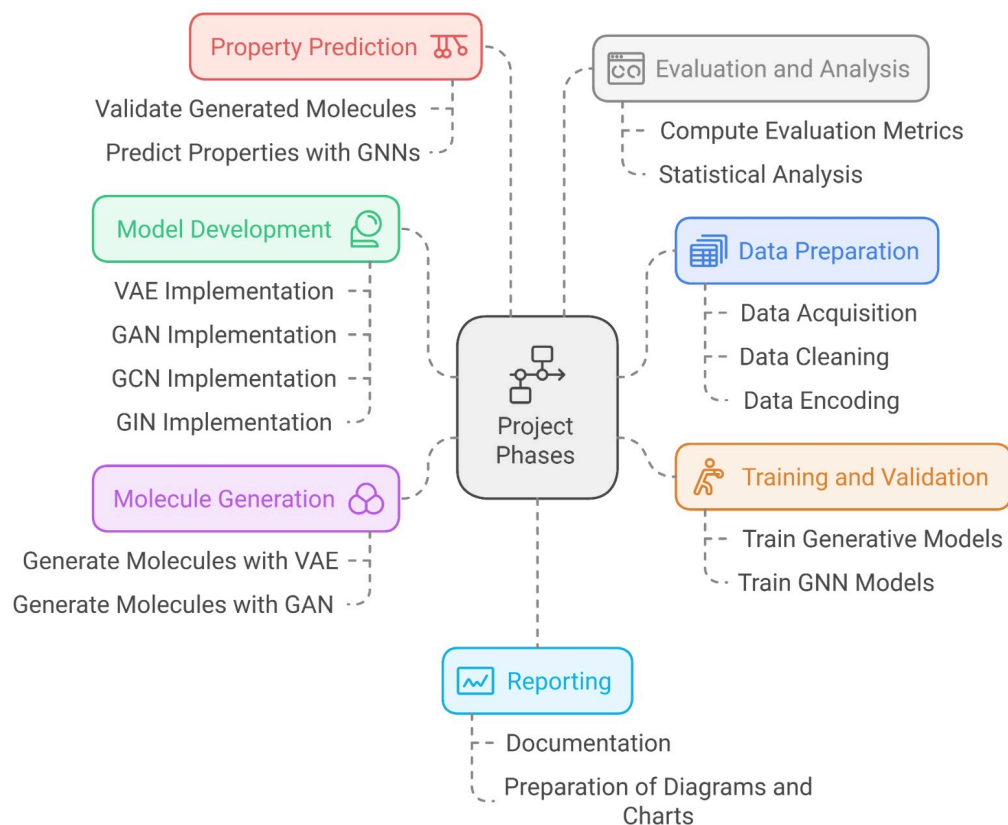 Property Prediction
Validate Generated Molecules
Predict Properties with GNNs
Evaluation and Analysis
Compute Evaluation Metrics
Statistical Analysis
Model Development
VAE Implementation
GAN Implementation
GCN Implementation
GIN Implementation
Data Preparation
Data Acquisition
Data Cleaning
Data Encoding
Project
Phases
Molecule Generation
Generate Molecules with VAE
Generate Molecules with GAN
Training and Validation
Train Generative Models
Train GNN Models
Reporting
Documentation
Preparation of Diagrams and
Charts